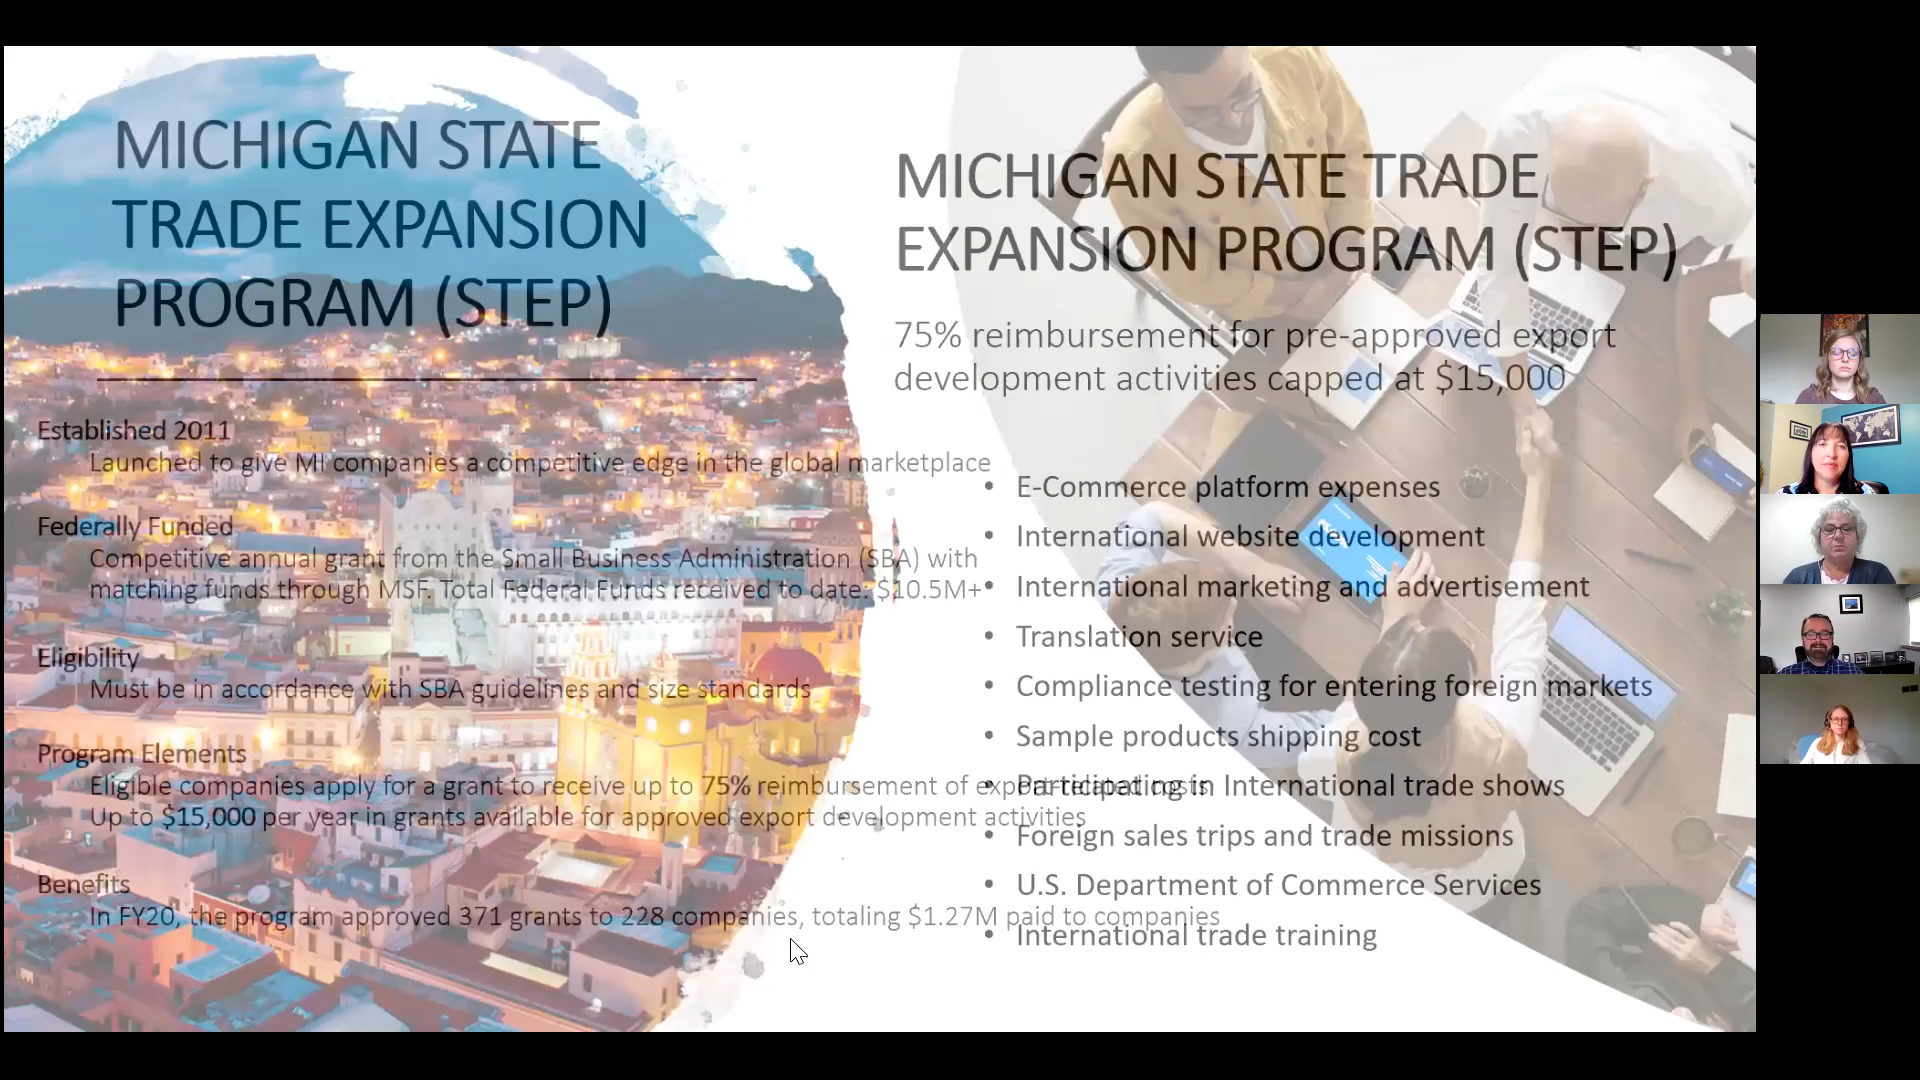 MICHIGAN STATE
TRADE EXPANSION
PROGRAM (STEP)
Established 2011
Launched to give MI companies a competitive edge in the global marketplace
Federally Funded
Competitive annual grant from the Small Business Administration (SBA) with
matching funds through MSF. Total Federal Funds received to date: $10.5M+
Eligibility
Must be in accordance with SBA guidelines and size standards
Program Elements
Eligible companies apply for a grant to receive up to 75% reimbursement of export-related costs
Up to $15,000 per year in grants available for approved export development activities
Benefits
In FY20, the program approved 371 grants to 228 companies, totaling $1.27M paid to companies
MICHIGAN STATE TRADE
EXPANSION PROGRAM (STEP)
75% reimbursement for pre-approved export
development activities capped at $15,000
• E-Commerce platform expenses
• International website development
• International marketing and advertisement
• Translation service
• Compliance testing for entering foreign markets
• Sample products shipping cost
• Participating in International trade shows
• Foreign sales trips and trade missions
• U.S. Department of Commerce Services
• International trade training